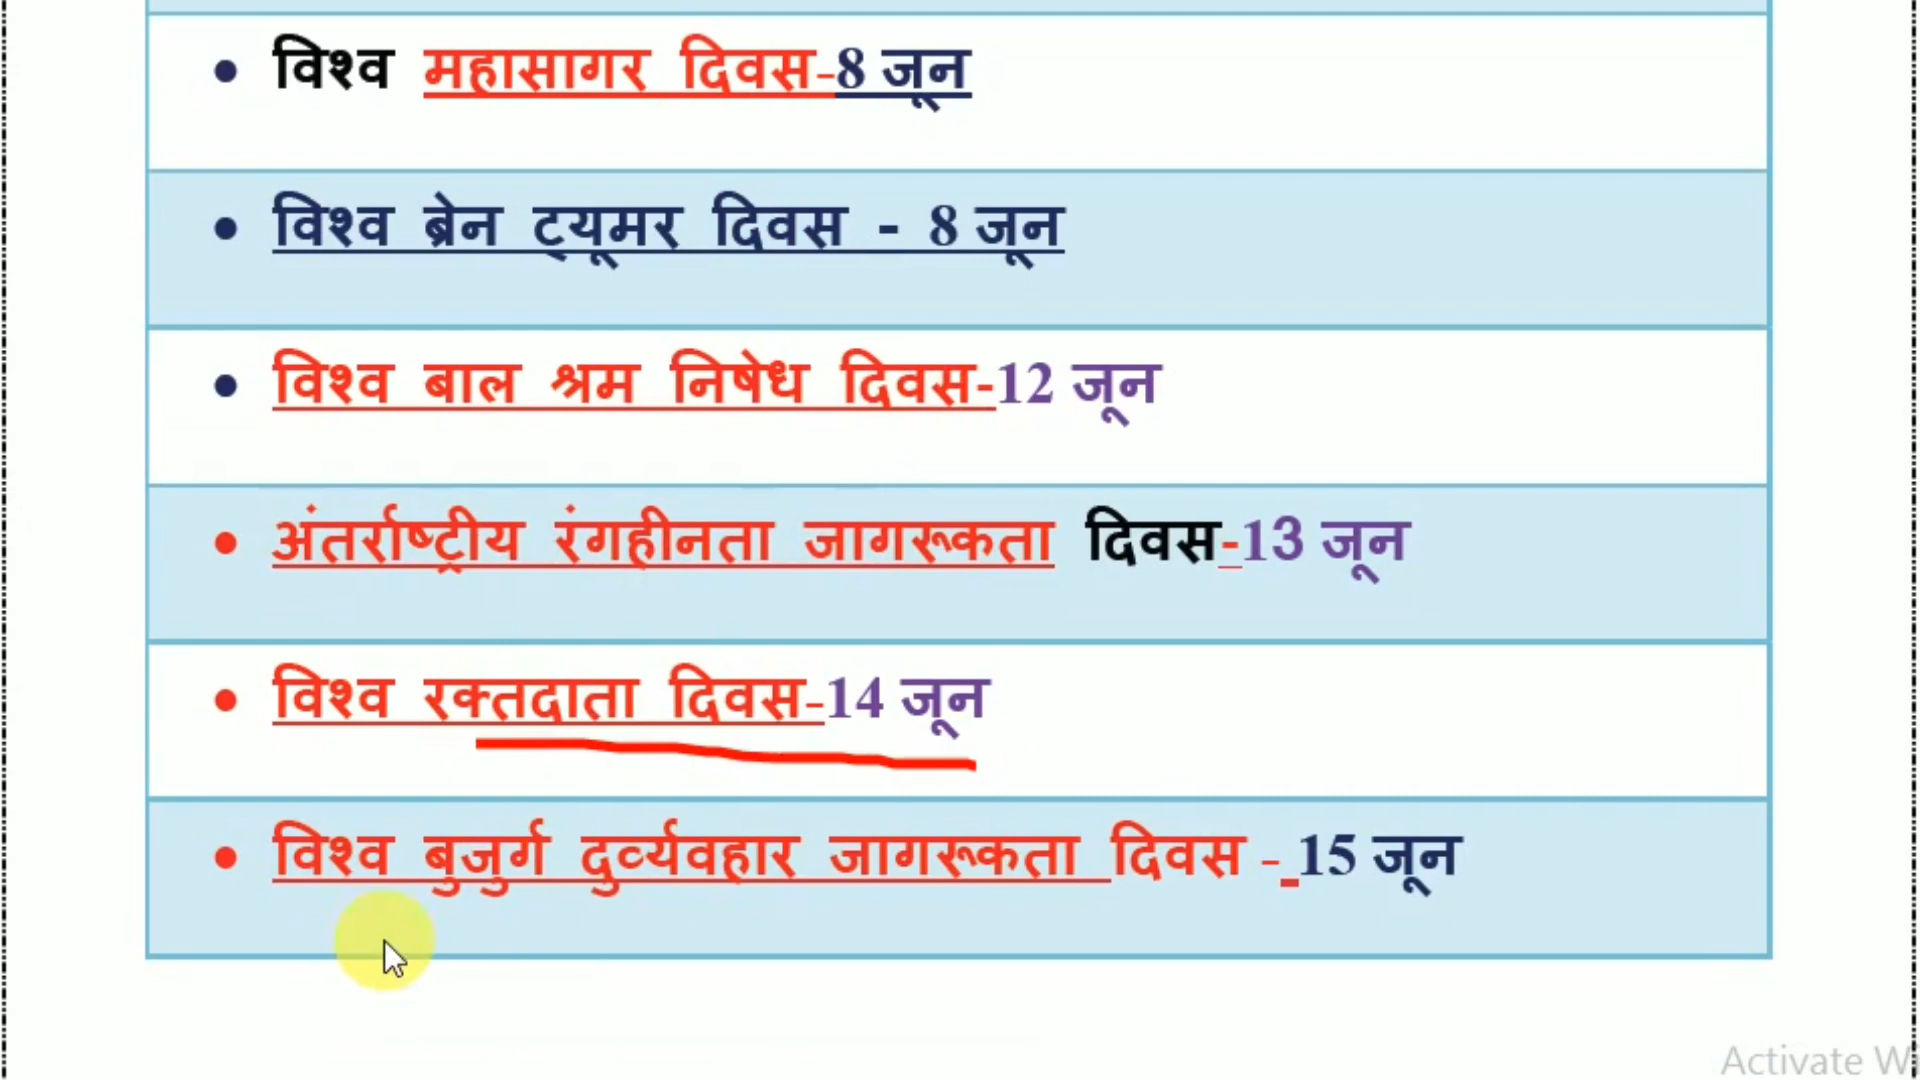 विश्व महासागर दिवस-8 जून
विश्व ब्रेन ट्यूमर दिवस - 8 जून
विश्व बाल श्रम निषेध दिवस-12 जून
अंतर्राष्ट्रीय रंगहीनता जागरूकता दिवस-13 जून
विश्व रक्तदाता दिवस-14 जून
विश्व बुजुर्ग दुर्व्यवहार जागरूकता दिवस - 15 जून
Activate